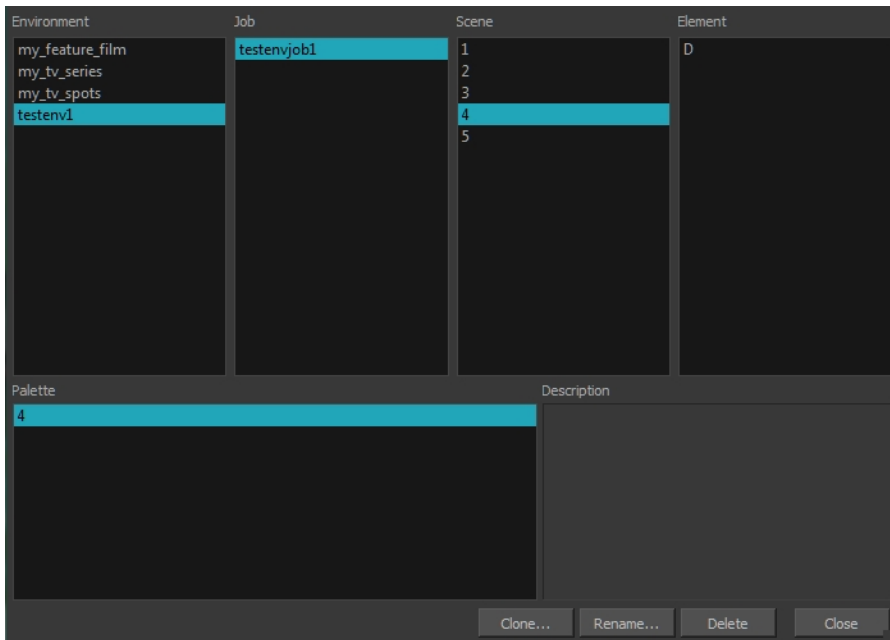 Environment
Job
Scene
Element
my_feature_film
my_tv_series
my_tv_spots
testenv1
testenvjob1
1
2
3
4
5
D
Palette
Description
4
Clone...
Rename...
Delete
Close